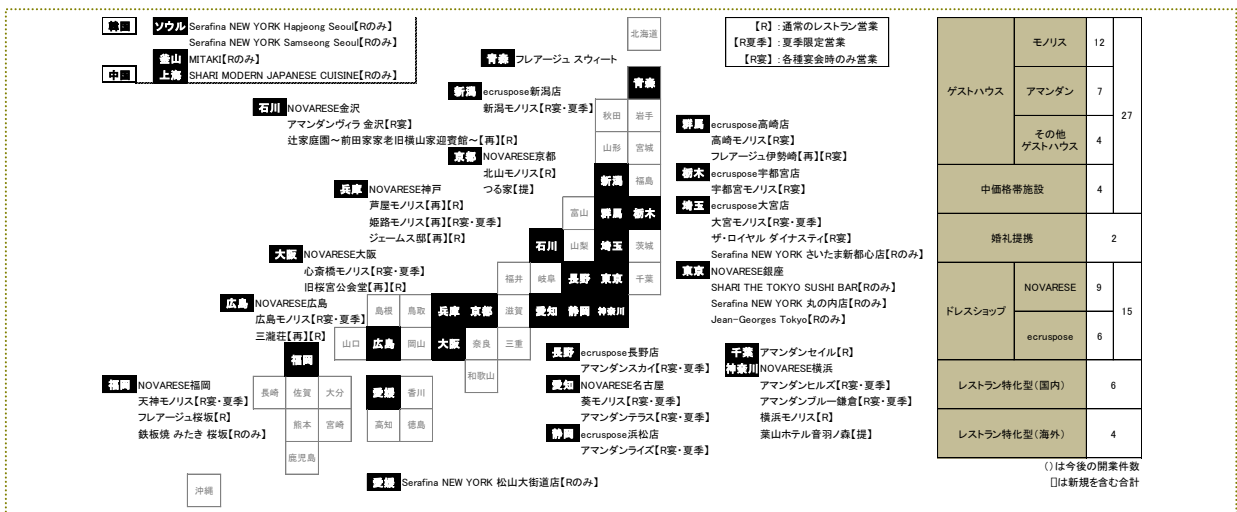 韓国 ソウル Serafina NEW YORK Hapjeong Seoul【Rのみ】
Serafina NEW YORK Samseong Seoul【Rのみ】
釜山 MITAKI【Rのみ】
中国 上海 SHARI MODERN JAPANESE CUISINE【Rのみ】
【R】：通常のレストラン営業
【R夏季】：夏季限定営業
【R宴】：各種宴会時のみ営業
青森 フレアージュ スウィート
新潟 ecruspose新潟店
新潟モノリス【R宴・夏季】
石川 NOVARESE金沢
アマンダンヴィラ 金沢【R宴】
辻家庭園～前田家家老旧横山家迎賓館～【再】【R】
京都 NOVARESE京都
北山モノリス【R】
つる家【提】
兵庫 NOVARESE神戸
芦屋モノリス【再】【R】
姫路モノリス【再】【R宴・夏季】
ジェームス邸【再】【R】
大阪 NOVARESE大阪
心斎橋モノリス【R宴・夏季】
旧桜宮公会堂【再】【R】
広島 NOVARESE広島
広島モノリス【R宴・夏季】
三瀧荘【再】【R】
福岡 NOVARESE福岡
天神モノリス【R宴・夏季】
フレアージュ桜坂【R】
鉄板焼 みたき 桜坂【Rのみ】
北海道
青森
秋田 岩手
山形 宮城
新潟 福島
富山 群馬 栃木
石川 山梨 埼玉 茨城
福井 岐阜 長野 東京 千葉
島根 鳥取 兵庫 京都 滋賀 愛知 静岡 神奈川
山口 広島 岡山 大阪 奈良 三重
福岡
和歌山
長崎 佐賀 大分 愛媛 香川
熊本 宮崎 高知 徳島
鹿児島
沖縄
群馬 ecruspose高崎店
高崎モノリス【R宴】
フレアージュ伊勢崎【再】【R宴】
栃木 ecruspose宇都宮店
宇都宮モノリス【R宴】
埼玉 ecruspose大宮店
大宮モノリス【R宴・夏季】
ザ・ロイヤル ダイナスティ【R宴】
Serafina NEW YORK さいたま新都心店【Rのみ】
東京 NOVARESE銀座
SHARI THE TOKYO SUSHI BAR【Rのみ】
Serafina NEW YORK 丸の内店【Rのみ】
Jean-Georges Tokyo【Rのみ】
長野 ecruspose長野店
アマンダンスカイ【R宴・夏季】
愛知 NOVARESE名古屋
葵モノリス【R宴・夏季】
アマンダンテラス【R宴・夏季】
静岡 ecruspose浜松店
アマンダンライズ【R宴・夏季】
千葉 アマンダンセイル【R】
神奈川 NOVARESE横浜
アマンダンヒルズ【R宴・夏季】
アマンダンブルー鎌倉【R宴・夏季】
横浜モノリス【R】
葉山ホテル音羽ノ森【提】
愛媛 Serafina NEW YORK 松山大街道店【Rのみ】
ゲストハウス モノリス 12 27
アマンダン 7
その他
ゲストハウス 4
中価格帯施設 4
婚礼提携 2
ドレスショップ NOVARESE 9 15
ecruspose 6
レストラン特化型（国内） 6
レストラン特化型（海外） 4
()は今後の開業件数
[]は新規を含む合計